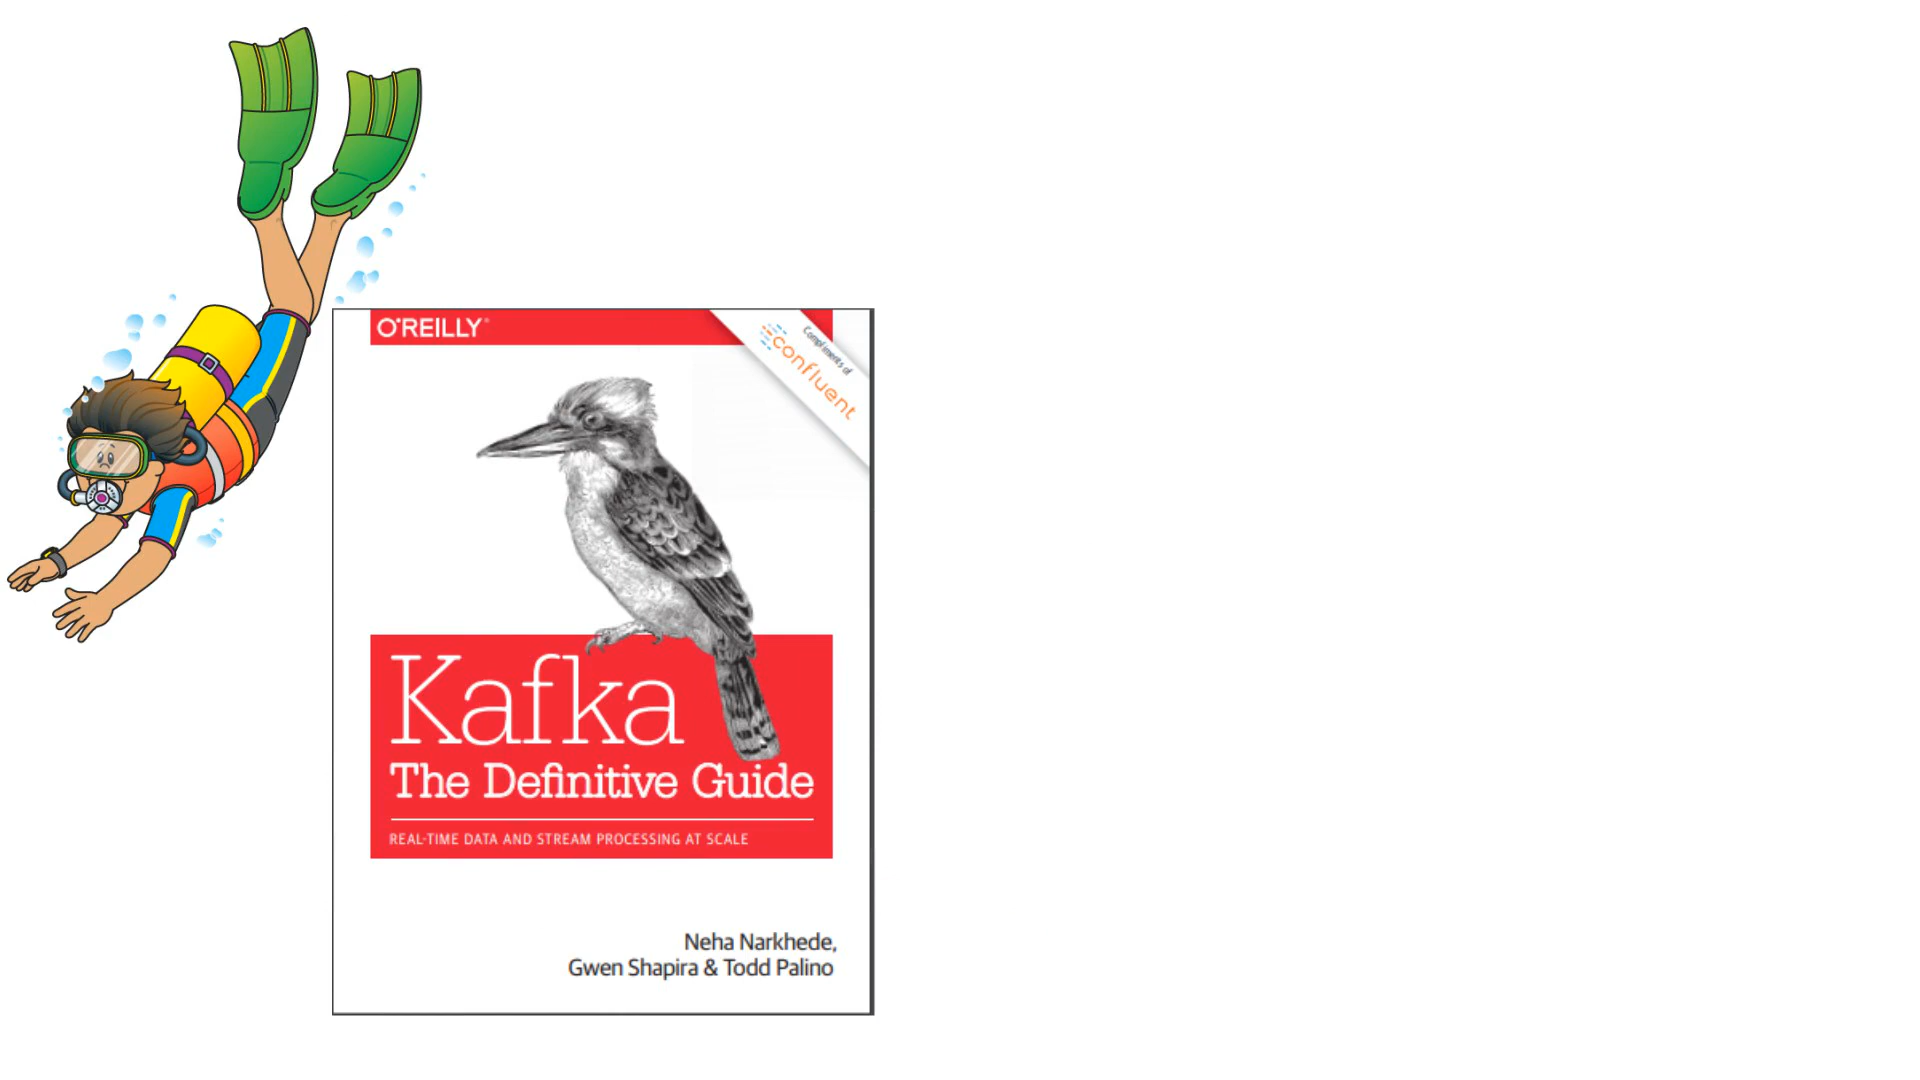 O'REILLY®
Compliments of
confluent
Kafka
The Definitive Guide
REAL-TIME DATA AND STREAM PROCESSING AT SCALE
Neha Narkhede,
Gwen Shapira & Todd Palino